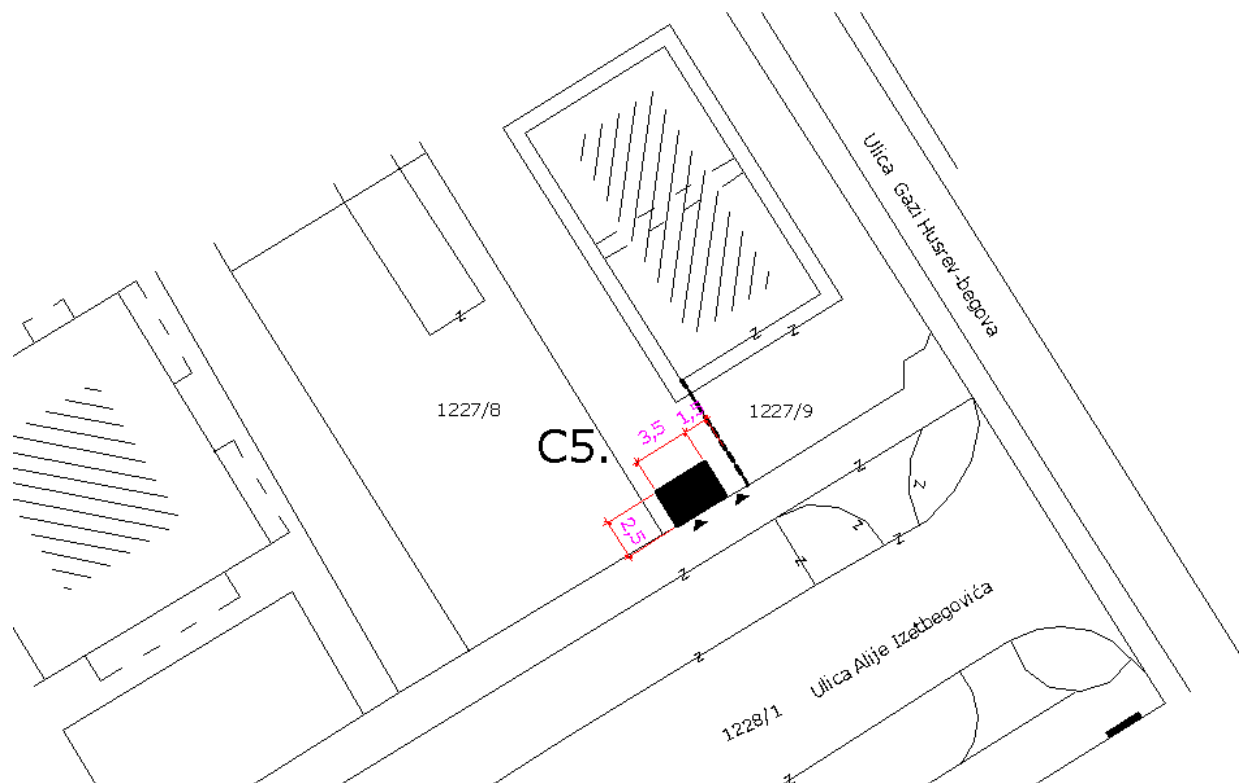 Ulica Gazi Husrev-begova
1227/8
1227/9
C5.
3,5
1,5
2,5
Ulica Alije Izetbegovića
1228/1